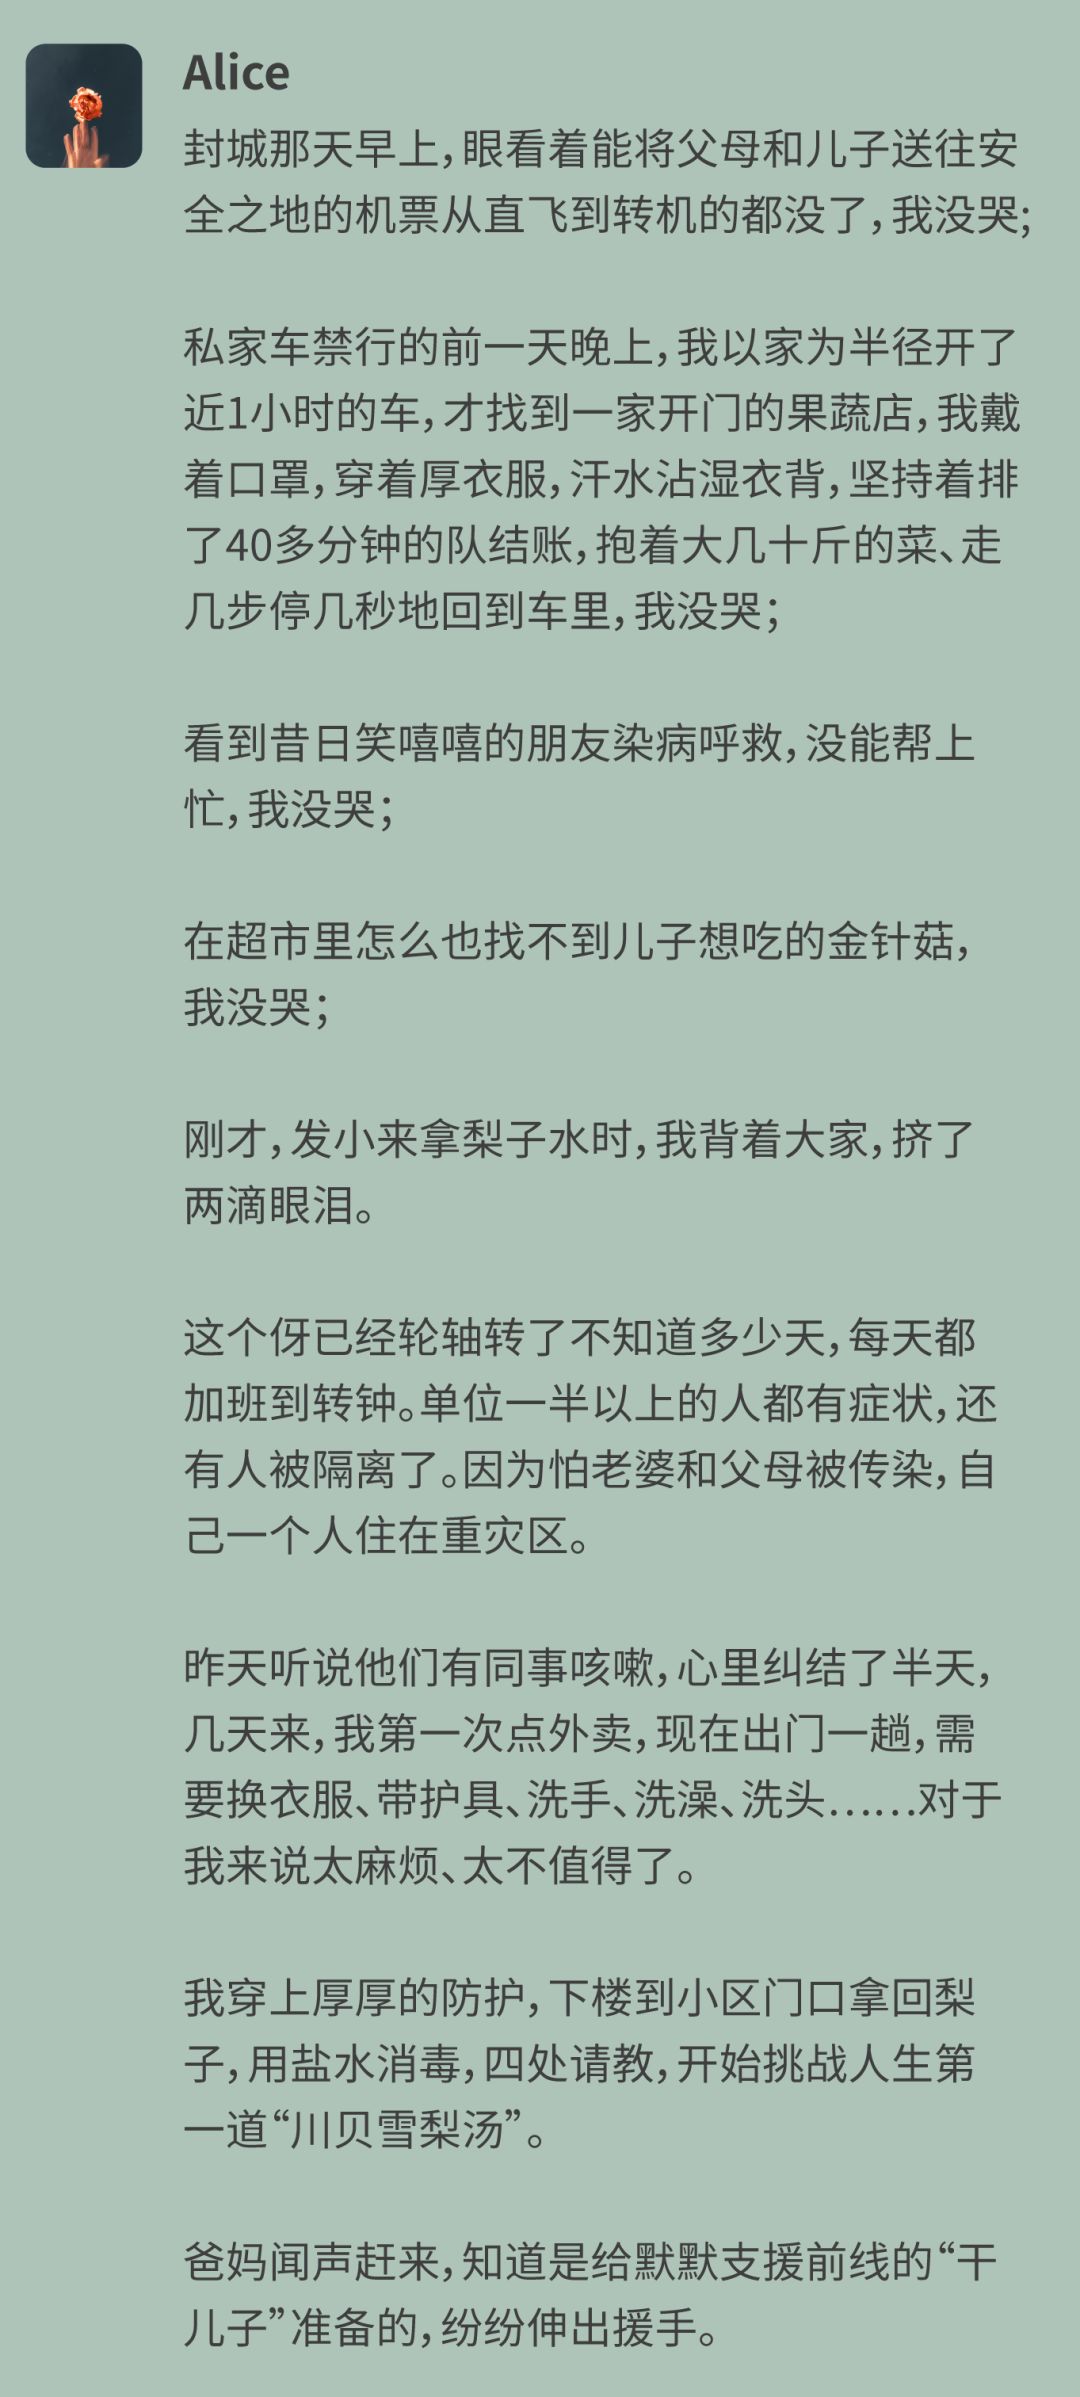 Alice
封城那天早上，眼看着能将父母和儿子送往安
全之地的机票从直飞到转机的都没了，我没哭；
私家车禁行的前一天晚上，我以家为半径开了
近1小时的车，才找到一家开门的果蔬店，我戴
着口罩，穿着厚衣服，汗水沾湿衣背，坚持着排
了40多分钟的队结账，抱着大几十斤的菜、走
几步停几秒地回到车里，我没哭；
看到昔日笑嘻嘻的朋友染病呼救，没能帮上
忙，我没哭；
在超市里怎么也找不到儿子想吃的金针菇，
我没哭；
刚才，发小来拿梨子水时，我背着大家，挤了
两滴眼泪。
这个伢已经轮轴转了不知道多少天，每天都
加班到转钟。单位一半以上的人都有症状，还
有人被隔离了。因为怕老婆和父母被传染，自
己一个人住在重灾区。
昨天听说他们有同事咳嗽，心里纠结了半天，
几天来，我第一次点外卖，现在出门一趟，需
要换衣服、带护具、洗手、洗澡、洗头……对于
我来说太麻烦、太不值得了。
我穿上厚厚的防护，下楼到小区门口拿回梨
子，用盐水消毒，四处请教，开始挑战人生第
一道“川贝雪梨汤”。
爸妈闻声赶来，知道是给默默支援前线的“干
儿子”准备的，纷纷伸出援手。